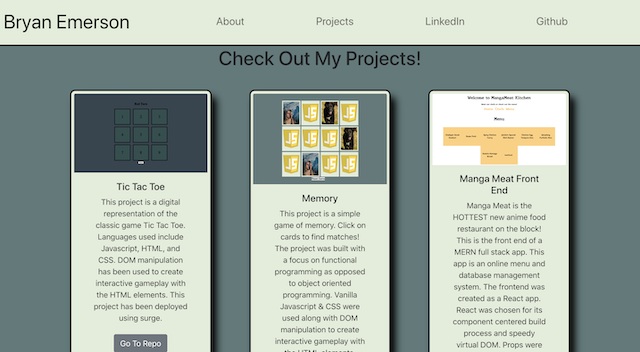 Bryan Emerson
About
Projects
LinkedIn
Github
Check Out My Projects!
Tic Tac Toe
This project is a digital
representation of the
classic game Tic Tac Toe.
Languages used include
Javascript, HTML, and
CSS. DOM manipulation
has been used to create
interactive gameplay with
the HTML elements. This
project has been deployed
using surge.
Go To Repo
JS
JS
JS
JS
JS
JS
JS
JS
Memory
This project is a simple
game of memory. Click on
cards to find matches!
The project was built with
a focus on functional
programming as opposed
to object oriented
programming. Vanilla
Javascript & CSS were
used along with DOM
manipulation to create
interactive gameplay with
the HTML elements.
Welcome to MangaMeat Kitchen
Menu
Manga Meat Front
End
Manga Meat is the
HOTTEST new anime food
restaurant on the block!
This is the front end of a
MERN full stack app. This
app is an online menu and
database management
system. The frontend was
created as a React app.
React was chosen for its
component centered build
process and speedy
virtual DOM. Props were